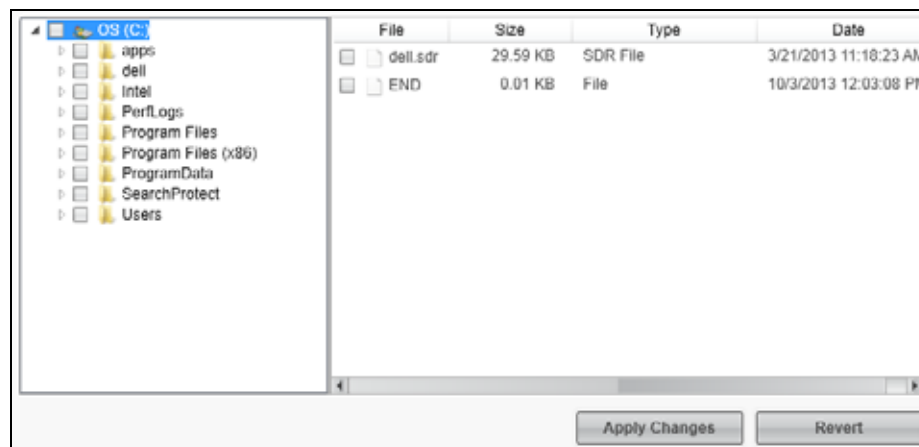 OS (C:)
apps
dell
Intel
PerfLogs
Program Files
Program Files (x86)
ProgramData
SearchProtect
Users
File Size Type Date
dell.sdr 29.59 KB SDR File 3/21/2013 11:18:23 AM
END 0.01 KB File 10/3/2013 12:03:08 PM
Apply Changes Revert